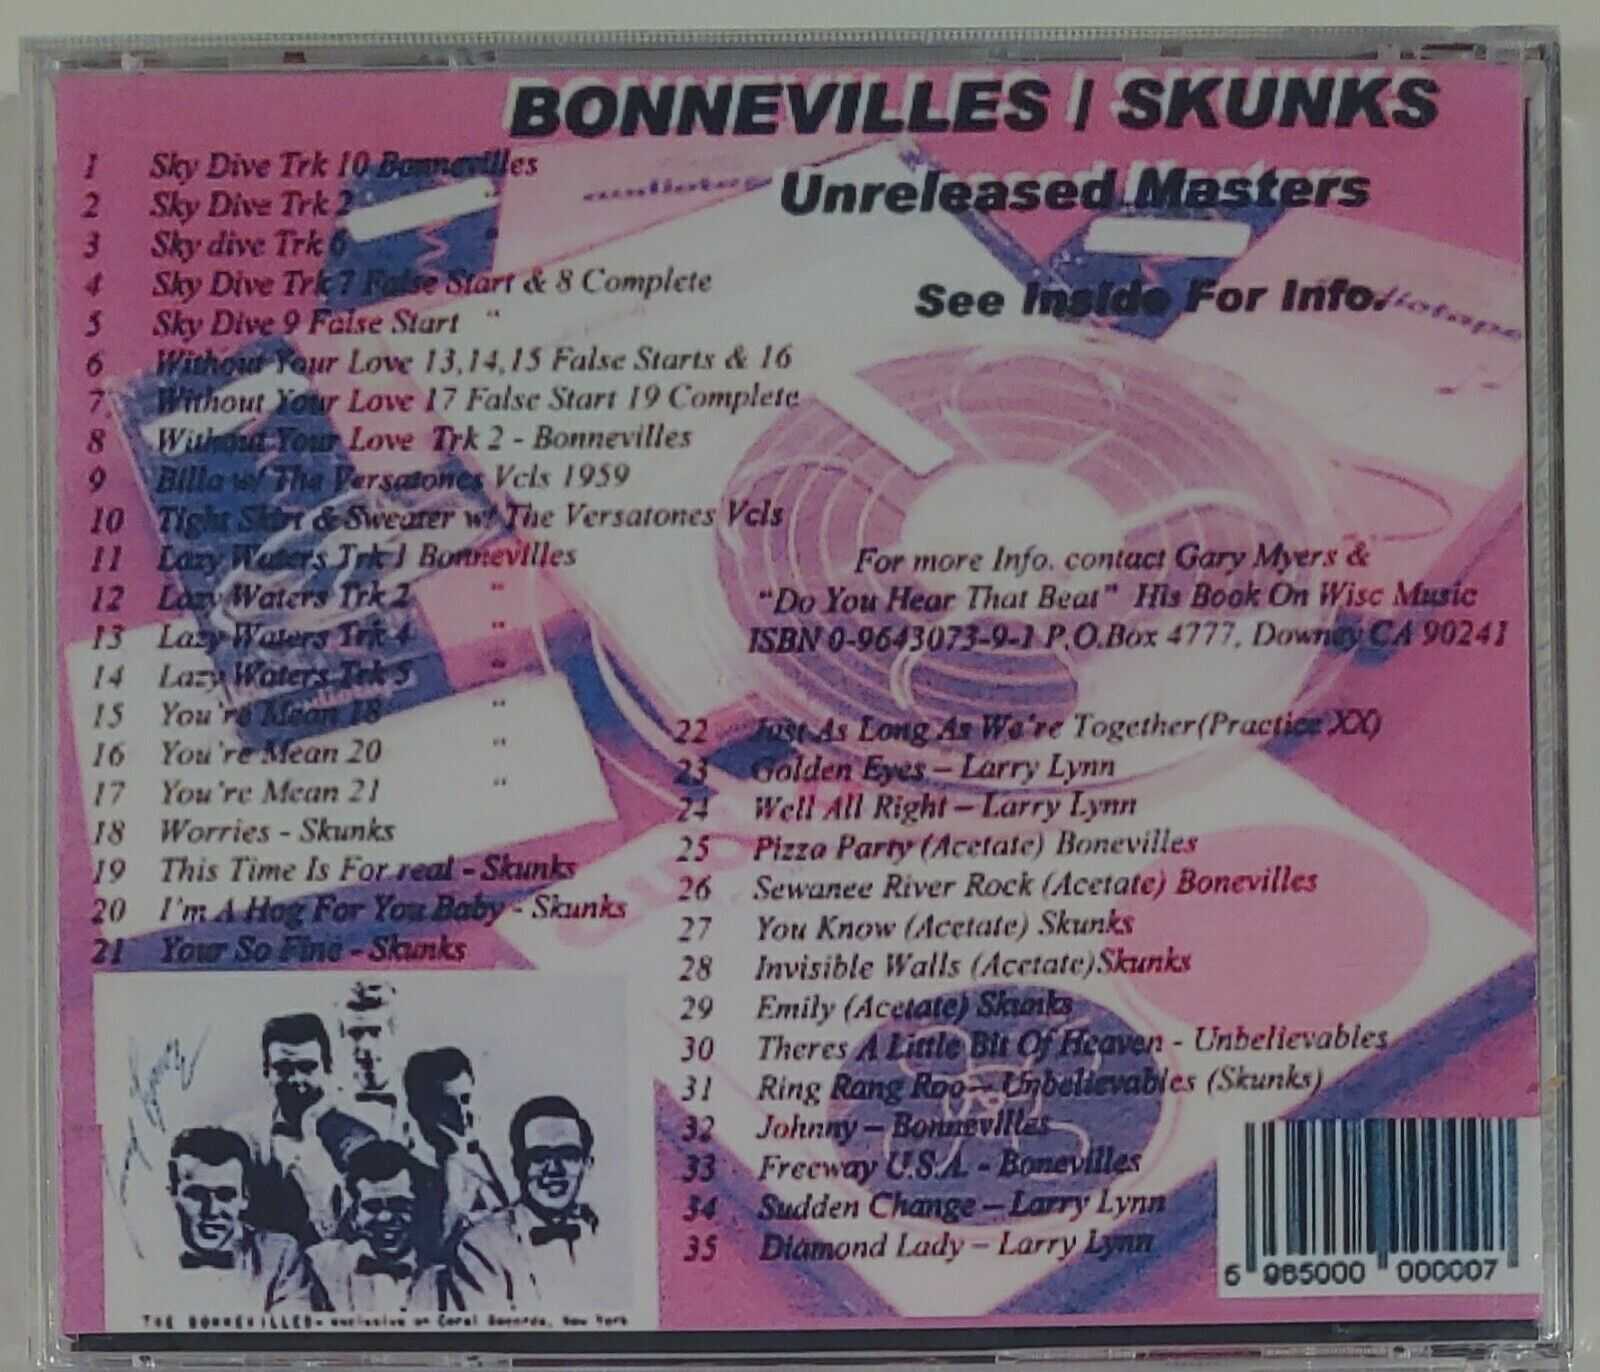 BONNEVILLES / SKUNKS
Unreleased Masters
See Inside For Info.
1 Sky Dive Trk 10 Bonnevilles
2 Sky Dive Trk 2 "
3 Sky dive Trk 6 "
4 Sky Dive Trk 7 False Start & 8 Complete
5 Sky Dive 9 False Start "
6 Without Your Love 13,14,15 False Starts & 16
7 Without Your Love 17 False Start 19 Complete
8 Without Your Love Trk 2 - Bonnevilles
9 Billa w/ The Versatones Vcls 1959
10 Tight Skirt & Sweater w/ The Versatones Vcls
11 Lazy Waters Trk 1 Bonnevilles
12 Lazy Waters Trk 2 "
13 Lazy Waters Trk 4 "
14 Lazy Waters Trk 5 "
15 You're Mean 18 "
16 You're Mean 20 "
17 You're Mean 21 "
18 Worries - Skunks
19 This Time Is For real - Skunks
20 I'm A Hog For You Baby - Skunks
21 Your So Fine - Skunks
For more Info. contact Gary Myers &
"Do You Hear That Beat" His Book On Wisc Music
ISBN 0-9643073-9-1 P.O.Box 4777, Downey CA 90241
22 Just As Long As We're Together(Practice XX)
23 Golden Eyes – Larry Lynn
24 Well All Right – Larry Lynn
25 Pizza Party (Acetate) Bonevilles
26 Sewanee River Rock (Acetate) Bonevilles
27 You Know (Acetate) Skunks
28 Invisible Walls (Acetate)Skunks
29 Emily (Acetate) Skunks
30 Theres A Little Bit Of Heaven - Unbelievables
31 Ring Rang Roo – Unbelievables (Skunks)
32 Johnny – Bonnevilles
33 Freeway U.S.A. - Bonevilles
34 Sudden Change – Larry Lynn
35 Diamond Lady – Larry Lynn
THE BONNEVILLES - exclusive on Coral Records, New York
6 985000 000007
audiotape